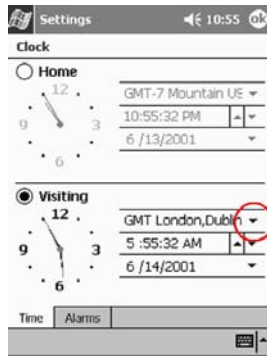 Settings 10:55 ok
Clock
Home
12
9 3
6
GMT-7 Mountain US
10:55:32 PM
6 /13/2001
Visiting
12
9 3
6
GMT London,Dublin
5 :55:32 AM
6 /14/2001
Time Alarms